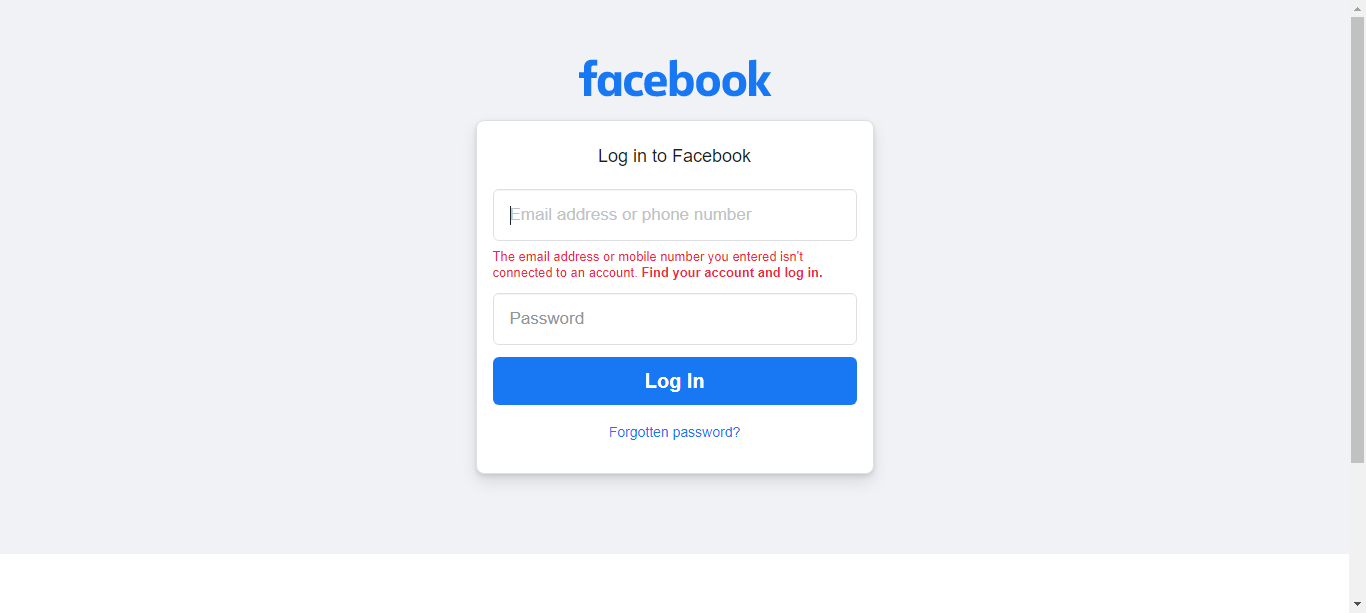 facebook
Log in to Facebook
Email address or phone number
The email address or mobile number you entered isn't
connected to an account. Find your account and log in.
Password
Log In
Forgotten password?